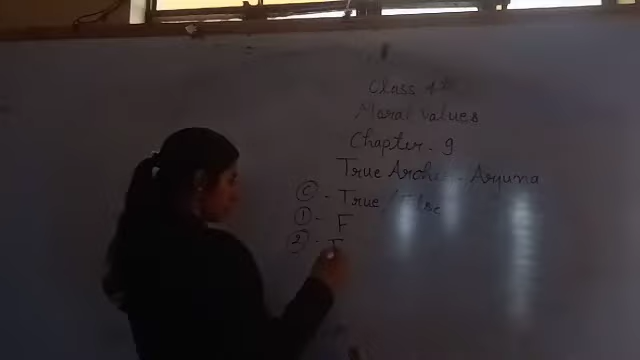 Class 4th
Moral values
Chapter - 9
True Archer - Arjuna
C - True/False
1 - F
2 - T